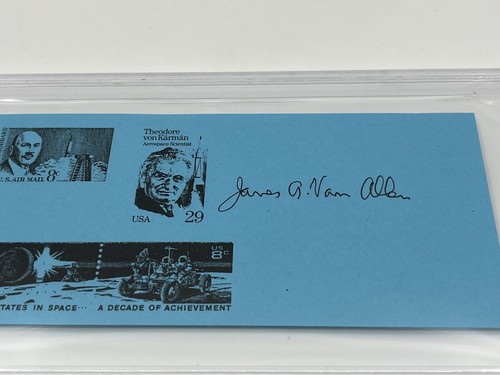 U.S. AIR MAIL 8c
Theodore
von Kármán
Aerospace Scientist
USA 29
James A. Van Allen
US
8c
STATES IN SPACE... A DECADE OF ACHIEVEMENT